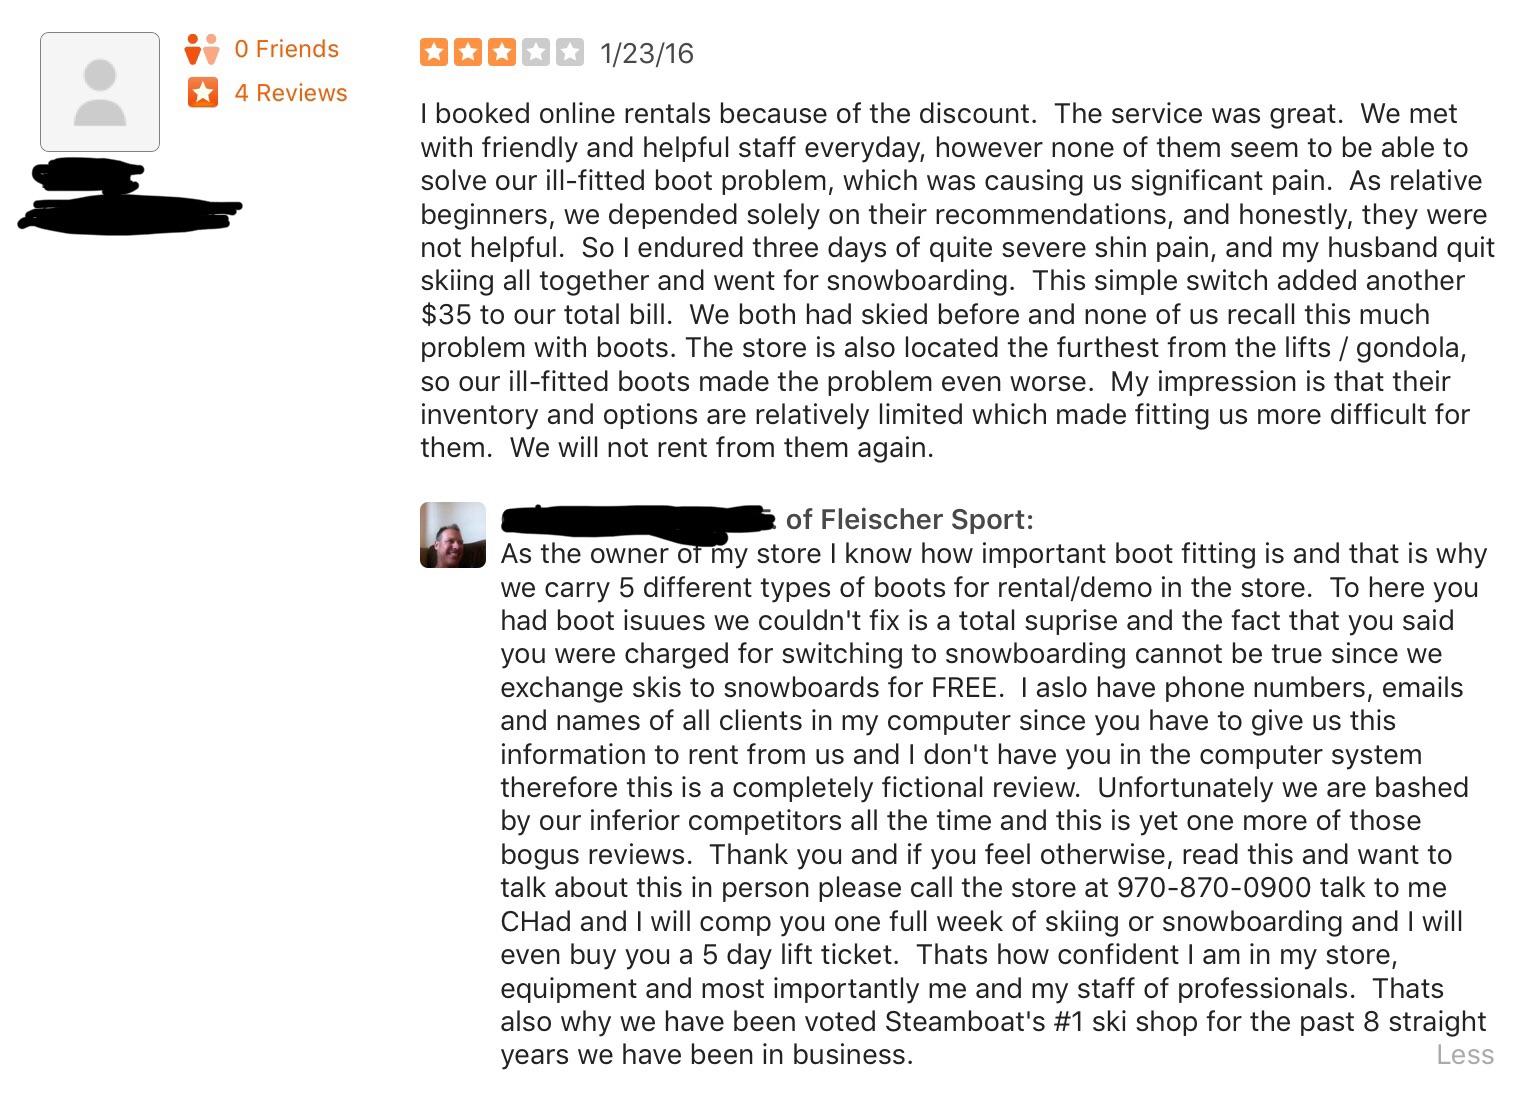 0 Friends
4 Reviews
1/23/16
I booked online rentals because of the discount.  The service was great.  We met
with friendly and helpful staff everyday, however none of them seem to be able to
solve our ill-fitted boot problem, which was causing us significant pain.  As relative
beginners, we depended solely on their recommendations, and honestly, they were
not helpful.  So I endured three days of quite severe shin pain, and my husband quit
skiing all together and went for snowboarding.  This simple switch added another
$35 to our total bill.  We both had skied before and none of us recall this much
problem with boots. The store is also located the furthest from the lifts / gondola,
so our ill-fitted boots made the problem even worse.  My impression is that their
inventory and options are relatively limited which made fitting us more difficult for
them.  We will not rent from them again.
of Fleischer Sport:
As the owner of my store I know how important boot fitting is and that is why
we carry 5 different types of boots for rental/demo in the store.  To here you
had boot isuues we couldn't fix is a total suprise and the fact that you said
you were charged for switching to snowboarding cannot be true since we
exchange skis to snowboards for FREE.  I aslo have phone numbers, emails
and names of all clients in my computer since you have to give us this
information to rent from us and I don't have you in the computer system
therefore this is a completely fictional review.  Unfortunately we are bashed
by our inferior competitors all the time and this is yet one more of those
bogus reviews.  Thank you and if you feel otherwise, read this and want to
talk about this in person please call the store at 970-870-0900 talk to me
CHad and I will comp you one full week of skiing or snowboarding and I will
even buy you a 5 day lift ticket.  Thats how confident I am in my store,
equipment and most importantly me and my staff of professionals.  Thats
also why we have been voted Steamboat's #1 ski shop for the past 8 straight
years we have been in business.
Less